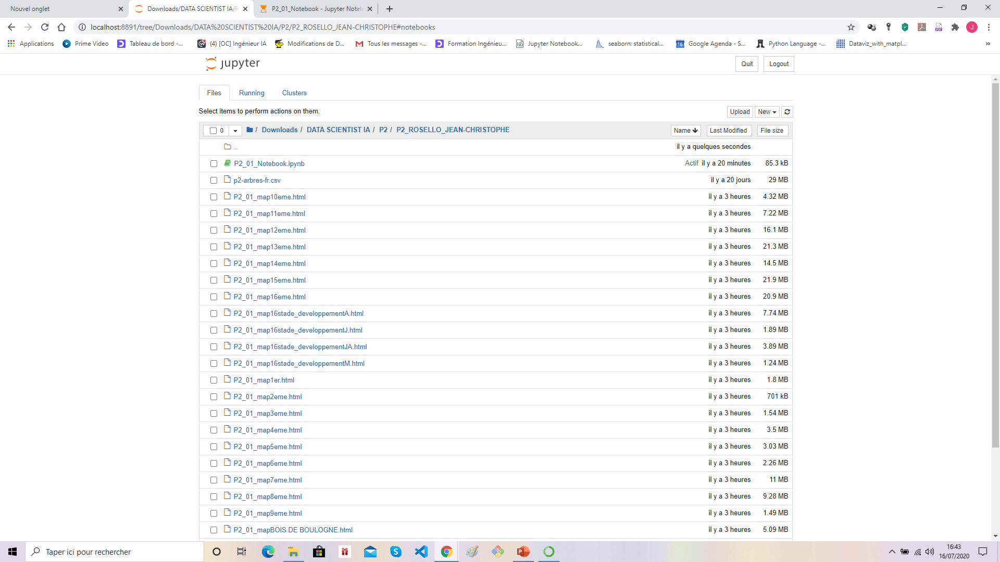 Nouvel onglet
Downloads/DATA SCIENTIST IA/P
P2_01_Notebook - Jupyter Noteb
localhost:8891/tree/Downloads/DATA%20SCIENTIST%20IA/P2/P2_ROSELLO_JEAN-CHRISTOPHE#notebooks
Applications Prime Video Tableau de bord -... (4) [OC] Ingénieur IA Modifications de D... Tous les messages -... Formation Ingénieu... Jupyter Notebook... seaborn: statistical... Google Agenda - S... Python Language -... Dataviz_with_matpl... »
jupyter Quit Logout
Files Running Clusters
Select items to perform actions on them. Upload New
0 / Downloads / DATA SCIENTIST IA / P2 / P2_ROSELLO_JEAN-CHRISTOPHE Name Last Modified File size
.. il y a quelques secondes
P2_01_Notebook.ipynb Actif il y a 20 minutes 85.3 kB
p2-arbres-fr.csv il y a 20 jours 29 MB
P2_01_map10eme.html il y a 3 heures 4.32 MB
P2_01_map11eme.html il y a 3 heures 7.22 MB
P2_01_map12eme.html il y a 3 heures 16.1 MB
P2_01_map13eme.html il y a 3 heures 21.3 MB
P2_01_map14eme.html il y a 3 heures 14.5 MB
P2_01_map15eme.html il y a 3 heures 21.9 MB
P2_01_map16eme.html il y a 3 heures 20.9 MB
P2_01_map16stade_developpementA.html il y a 3 heures 7.74 MB
P2_01_map16stade_developpementJ.html il y a 3 heures 1.89 MB
P2_01_map16stade_developpementJA.html il y a 3 heures 3.89 MB
P2_01_map16stade_developpementM.html il y a 3 heures 1.24 MB
P2_01_map1er.html il y a 3 heures 1.8 MB
P2_01_map2eme.html il y a 3 heures 701 kB
P2_01_map3eme.html il y a 3 heures 1.54 MB
P2_01_map4eme.html il y a 3 heures 3.5 MB
P2_01_map5eme.html il y a 3 heures 3.03 MB
P2_01_map6eme.html il y a 3 heures 2.26 MB
P2_01_map7eme.html il y a 3 heures 11 MB
P2_01_map8eme.html il y a 3 heures 9.28 MB
P2_01_map9eme.html il y a 3 heures 1.49 MB
P2_01_mapBOIS DE BOULOGNE.html il y a 3 heures 5.09 MB
Taper ici pour rechercher
16:43
16/07/2020